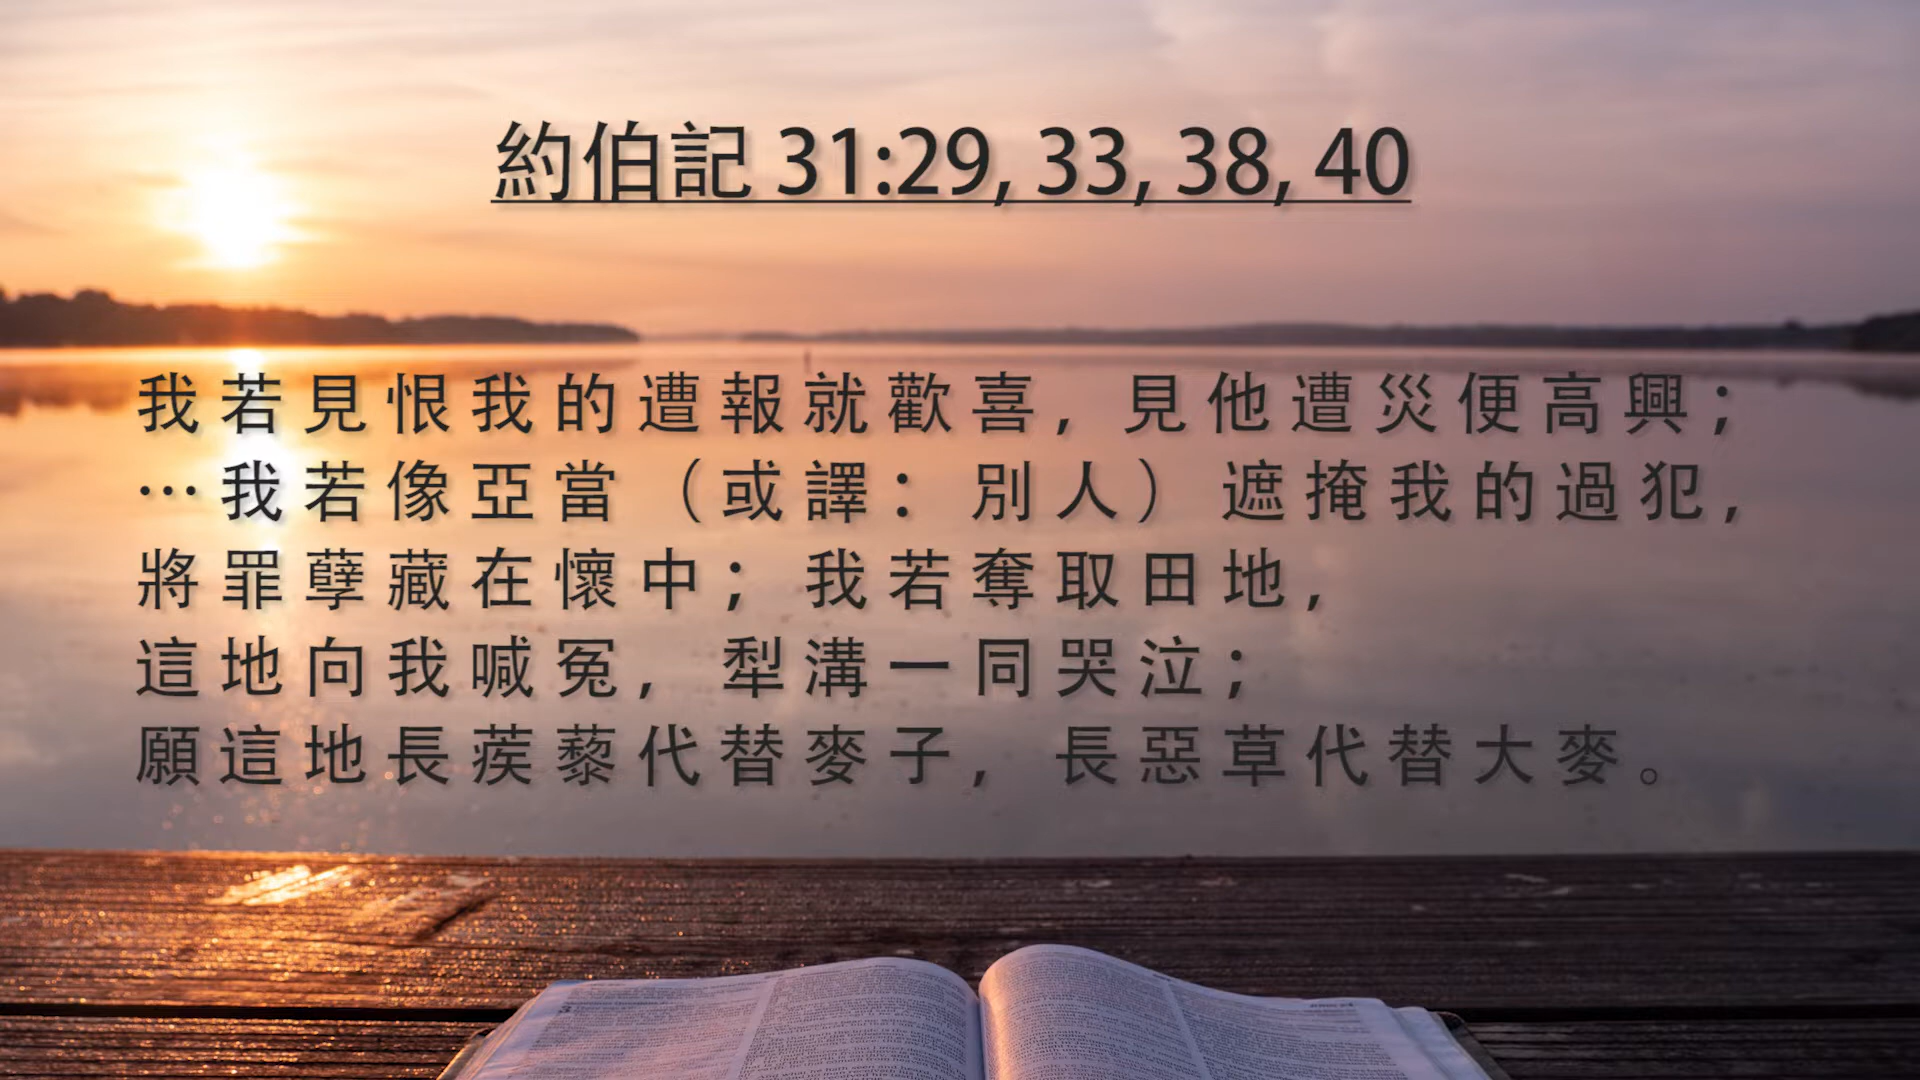 約伯記 31:29, 33, 38, 40
我若見恨我的遭報就歡喜，見他遭災便高興；
…我若像亞當（或譯：別人）遮掩我的過犯，
將罪孽藏在懷中；我若奪取田地，
這地向我喊冤，犁溝一同哭泣；
願這地長蒺藜代替麥子，長惡草代替大麥。